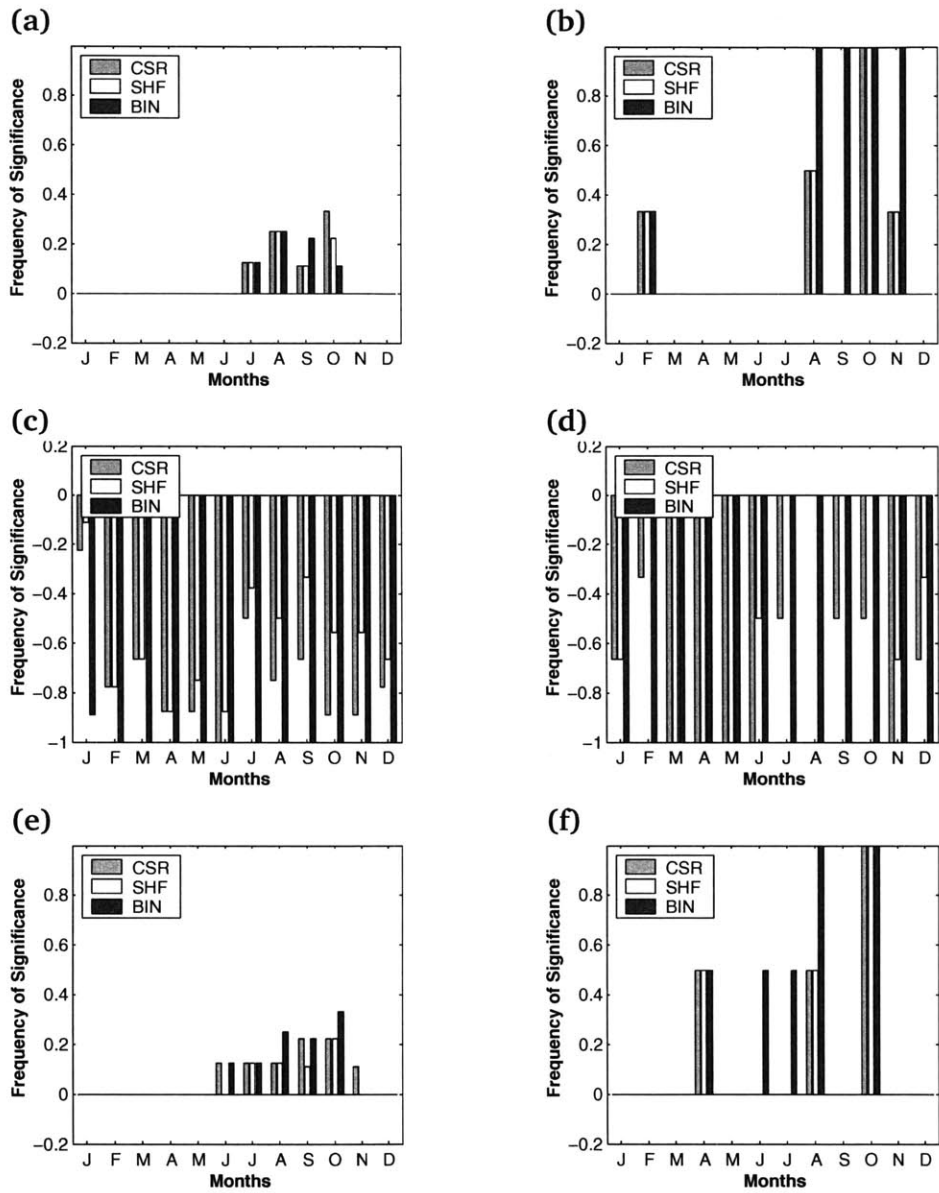 (a)
0.8
0.6
0.4
0.2
0
−0.2
Frequency of Significance
CSR
SHF
BIN
J F M A M J J A S O N D
Months
(b)
0.8
0.6
0.4
0.2
0
−0.2
Frequency of Significance
CSR
SHF
BIN
J F M A M J J A S O N D
Months
(c)
0.2
0
−0.2
−0.4
−0.6
−0.8
−1
Frequency of Significance
CSR
SHF
BIN
J F M A M J J A S O N D
Months
(d)
0.2
0
−0.2
−0.4
−0.6
−0.8
−1
Frequency of Significance
CSR
SHF
BIN
J F M A M J J A S O N D
Months
(e)
0.8
0.6
0.4
0.2
0
−0.2
Frequency of Significance
CSR
SHF
BIN
J F M A M J J A S O N D
Months
(f)
0.8
0.6
0.4
0.2
0
−0.2
Frequency of Significance
CSR
SHF
BIN
J F M A M J J A S O N D
Months